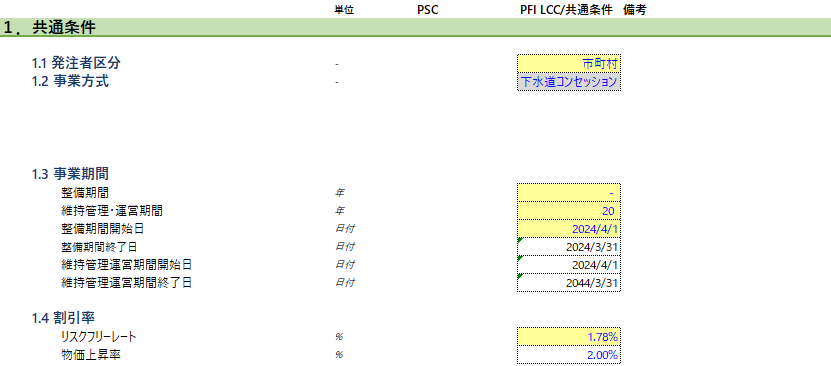 単位 PSC PFI LCC/共通条件 備考
1．共通条件
1.1 発注者区分 - 市町村
1.2 事業方式 - 下水道コンセッション
1.3 事業期間
整備期間 年 -
維持管理・運営期間 年 20
整備期間開始日 日付 2024/4/1
整備期間終了日 日付 2024/3/31
維持管理運営期間開始日 日付 2024/4/1
維持管理運営期間終了日 日付 2044/3/31
1.4 割引率
リスクフリーレート % 1.78%
物価上昇率 % 2.00%